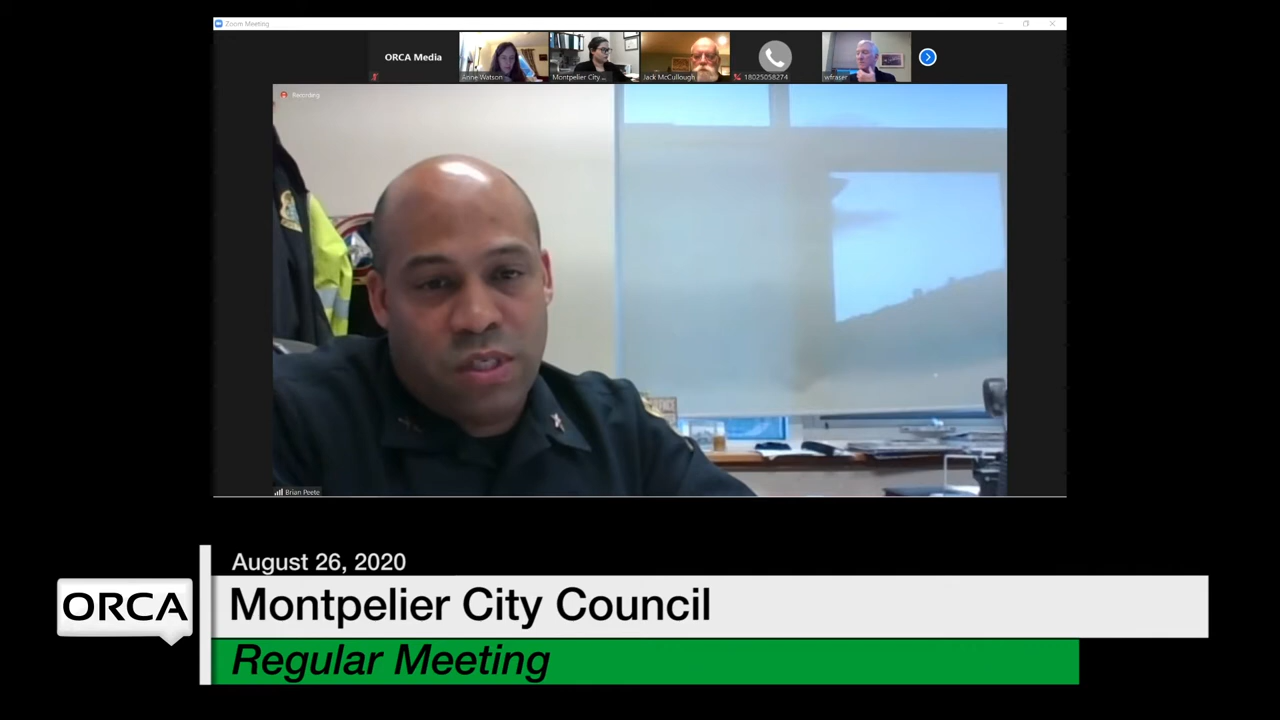 Zoom Meeting
ORCA Media
Anne Watson
Montpelier City ...
Jack McCullough
18025058274
wfraser
Recording
Brian Peete
August 26, 2020
ORCA
Montpelier City Council
Regular Meeting